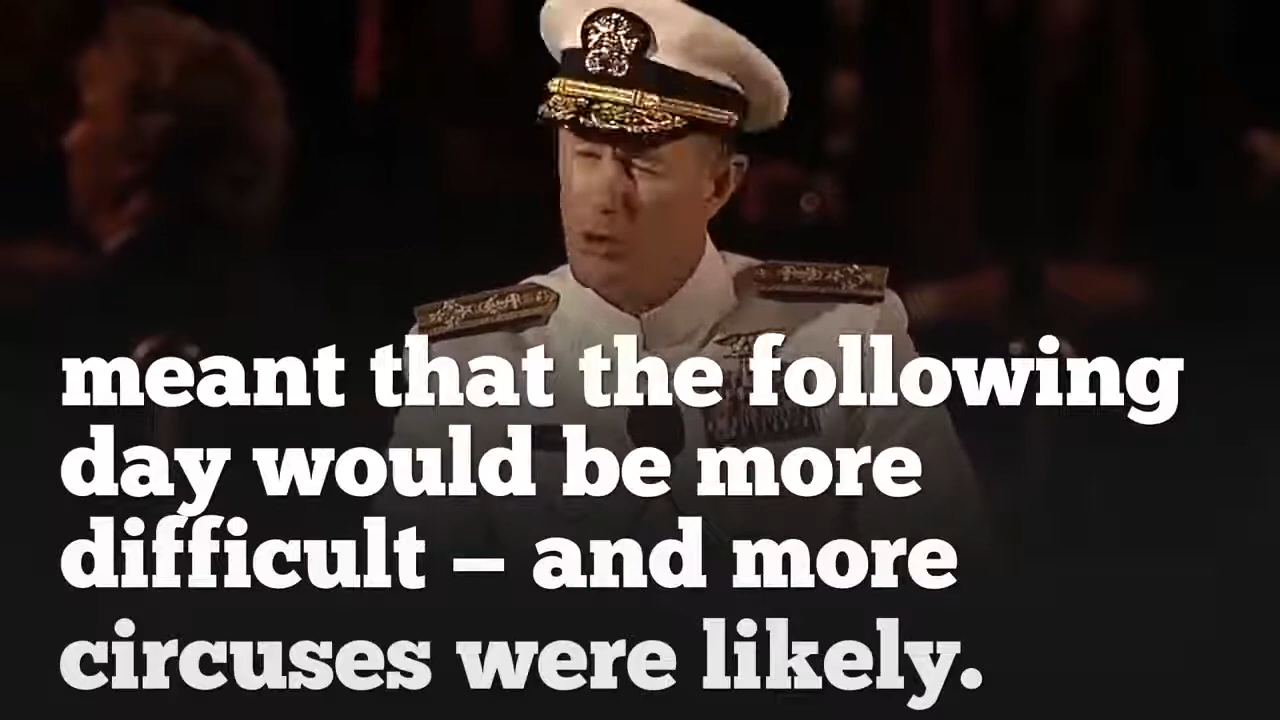 meant that the following
day would be more
difficult – and more
circuses were likely.